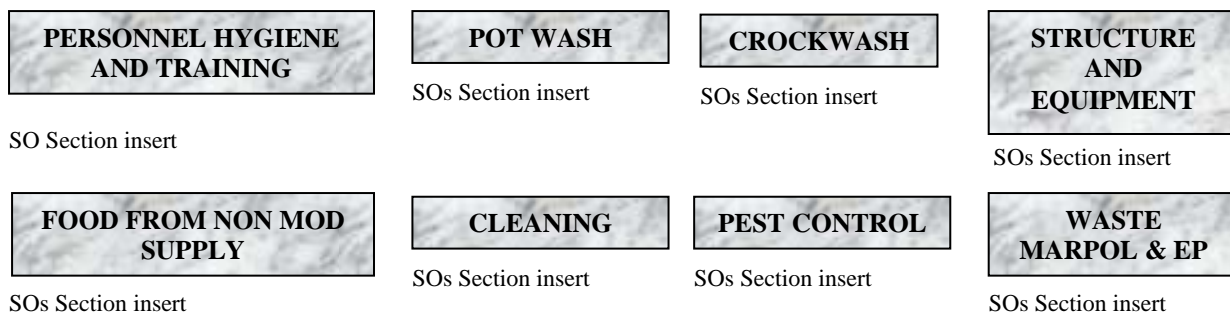 PERSONNEL HYGIENE
AND TRAINING
SO Section insert
POT WASH
SOs Section insert
CROCKWASH
SOs Section insert
STRUCTURE
AND
EQUIPMENT
SOs Section insert
FOOD FROM NON MOD
SUPPLY
SOs Section insert
CLEANING
SOs Section insert
PEST CONTROL
SOs Section insert
WASTE
MARPOL & EP
SOs Section insert